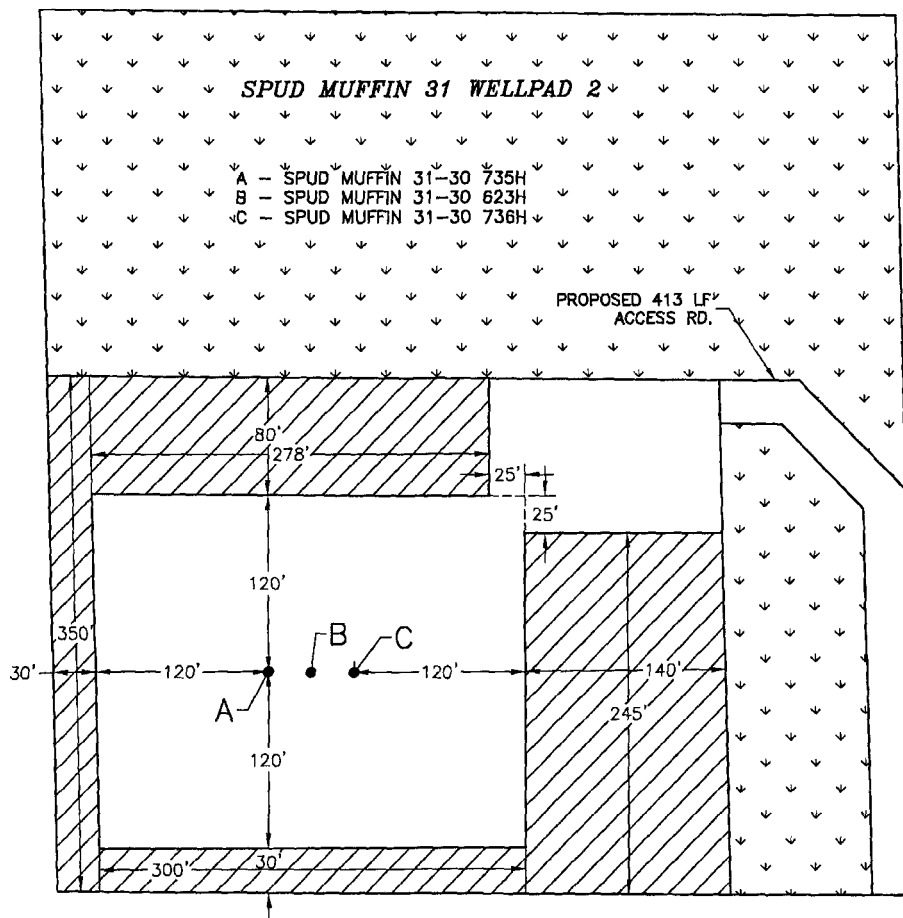 SPUD MUFFIN 31 WELLPAD 2
A – SPUD MUFFIN 31–30 735H
B – SPUD MUFFIN 31–30 623H
C – SPUD MUFFIN 31–30 736H
PROPOSED 413 LF
ACCESS RD.
80'
278'
25'
25'
120'
350'
B
C
30'
120'
120'
140'
A
245'
120'
30'
300'